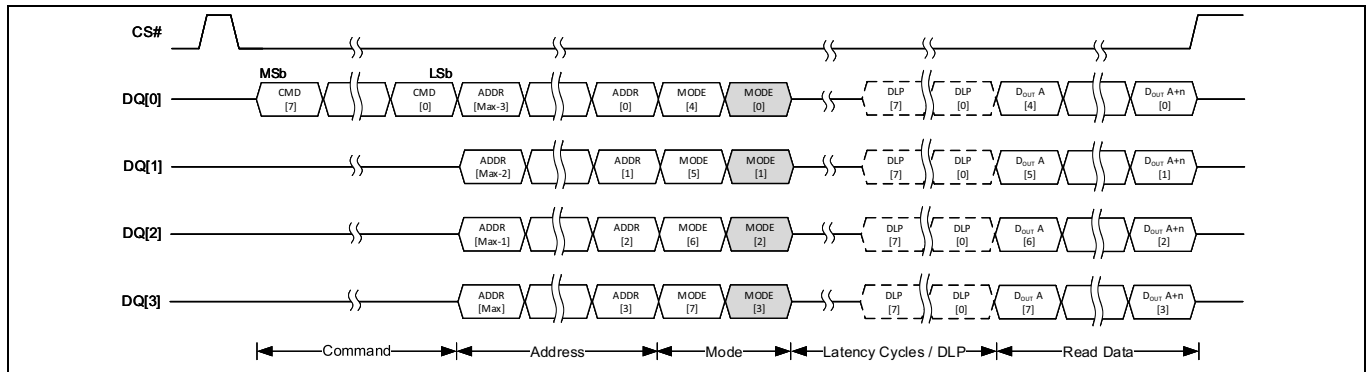 CS#
MSb LSb
DQ[0] CMD [7] CMD [0] ADDR [Max-3] ADDR [0] MODE [4] MODE [0] DLP [7] DLP [0] DOUT A [4] DOUT A+n [0]
DQ[1] ADDR [Max-2] ADDR [1] MODE [5] MODE [1] DOUT A [5] DLP [7] DLP [0] DOUT A+n [1]
DQ[2] ADDR [Max-1] ADDR [2] MODE [6] MODE [2] DLP [7] DLP [0] DOUT A [6] DOUT A+n [2]
DQ[3] ADDR [Max] ADDR [3] MODE [7] MODE [3] DLP [7] DLP [0] DOUT A [7] DOUT A+n [3]
Command Address Mode Latency Cycles / DLP Read Data